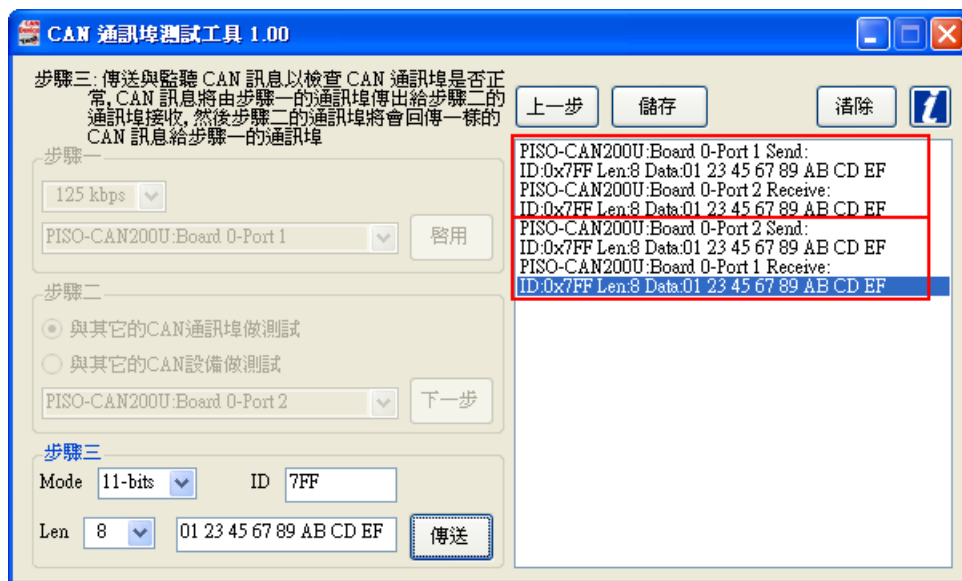 CAN 通訊埠測試工具 1.00
步驟三: 傳送與監聽 CAN 訊息以檢查 CAN 通訊埠是否正
常, CAN 訊息將由步驟一的通訊埠傳出給步驟二的
通訊埠接收, 然後步驟二的通訊埠將會回傳一樣的
CAN 訊息給步驟一的通訊埠
上一步
儲存
清除
步驟一
125 kbps
PISO-CAN200U:Board 0-Port 1
啓用
步驟二
與其它的CAN通訊埠做測試
與其它的CAN設備做測試
PISO-CAN200U:Board 0-Port 2
下一步
步驟三
Mode 11-bits ID 7FF
Len 8 01 23 45 67 89 AB CD EF 傳送
PISO-CAN200U:Board 0-Port 1 Send:
ID:0x7FF Len:8 Data:01 23 45 67 89 AB CD EF
PISO-CAN200U:Board 0-Port 2 Receive:
ID:0x7FF Len:8 Data:01 23 45 67 89 AB CD EF
PISO-CAN200U:Board 0-Port 2 Send:
ID:0x7FF Len:8 Data:01 23 45 67 89 AB CD EF
PISO-CAN200U:Board 0-Port 1 Receive:
ID:0x7FF Len:8 Data:01 23 45 67 89 AB CD EF